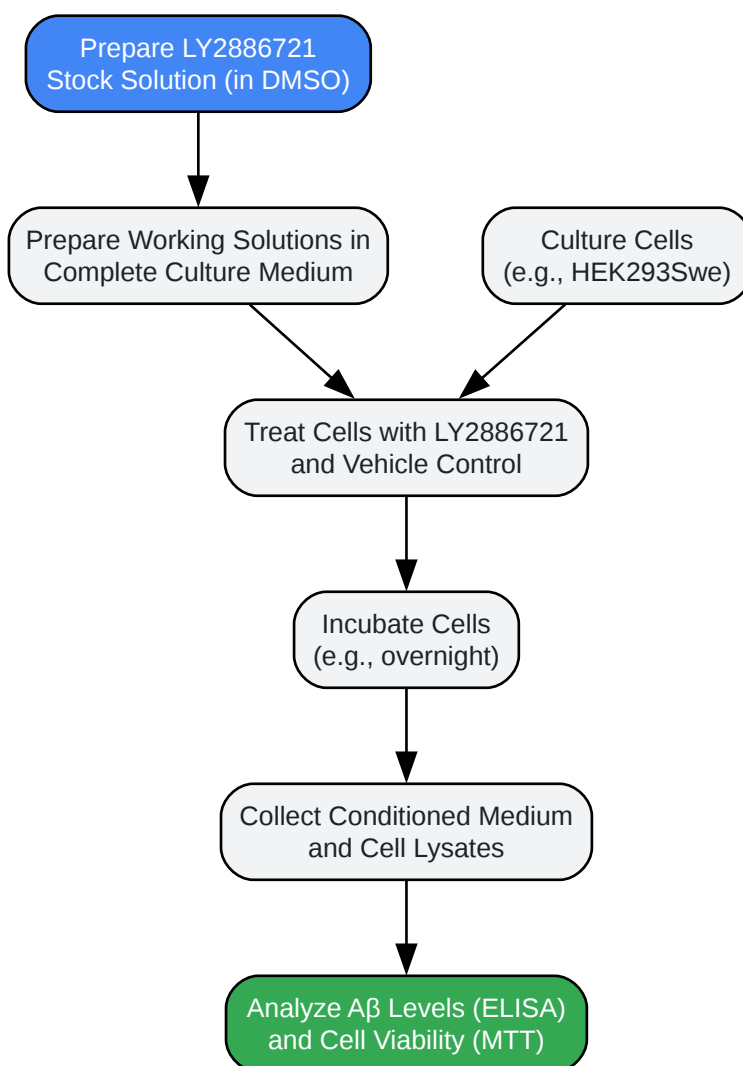 Prepare LY2886721
Stock Solution (in DMSO)
Prepare Working Solutions in
Complete Culture Medium
Culture Cells
(e.g., HEK293Swe)
Treat Cells with LY2886721
and Vehicle Control
Incubate Cells
(e.g., overnight)
Collect Conditioned Medium
and Cell Lysates
Analyze Aβ Levels (ELISA)
and Cell Viability (MTT)